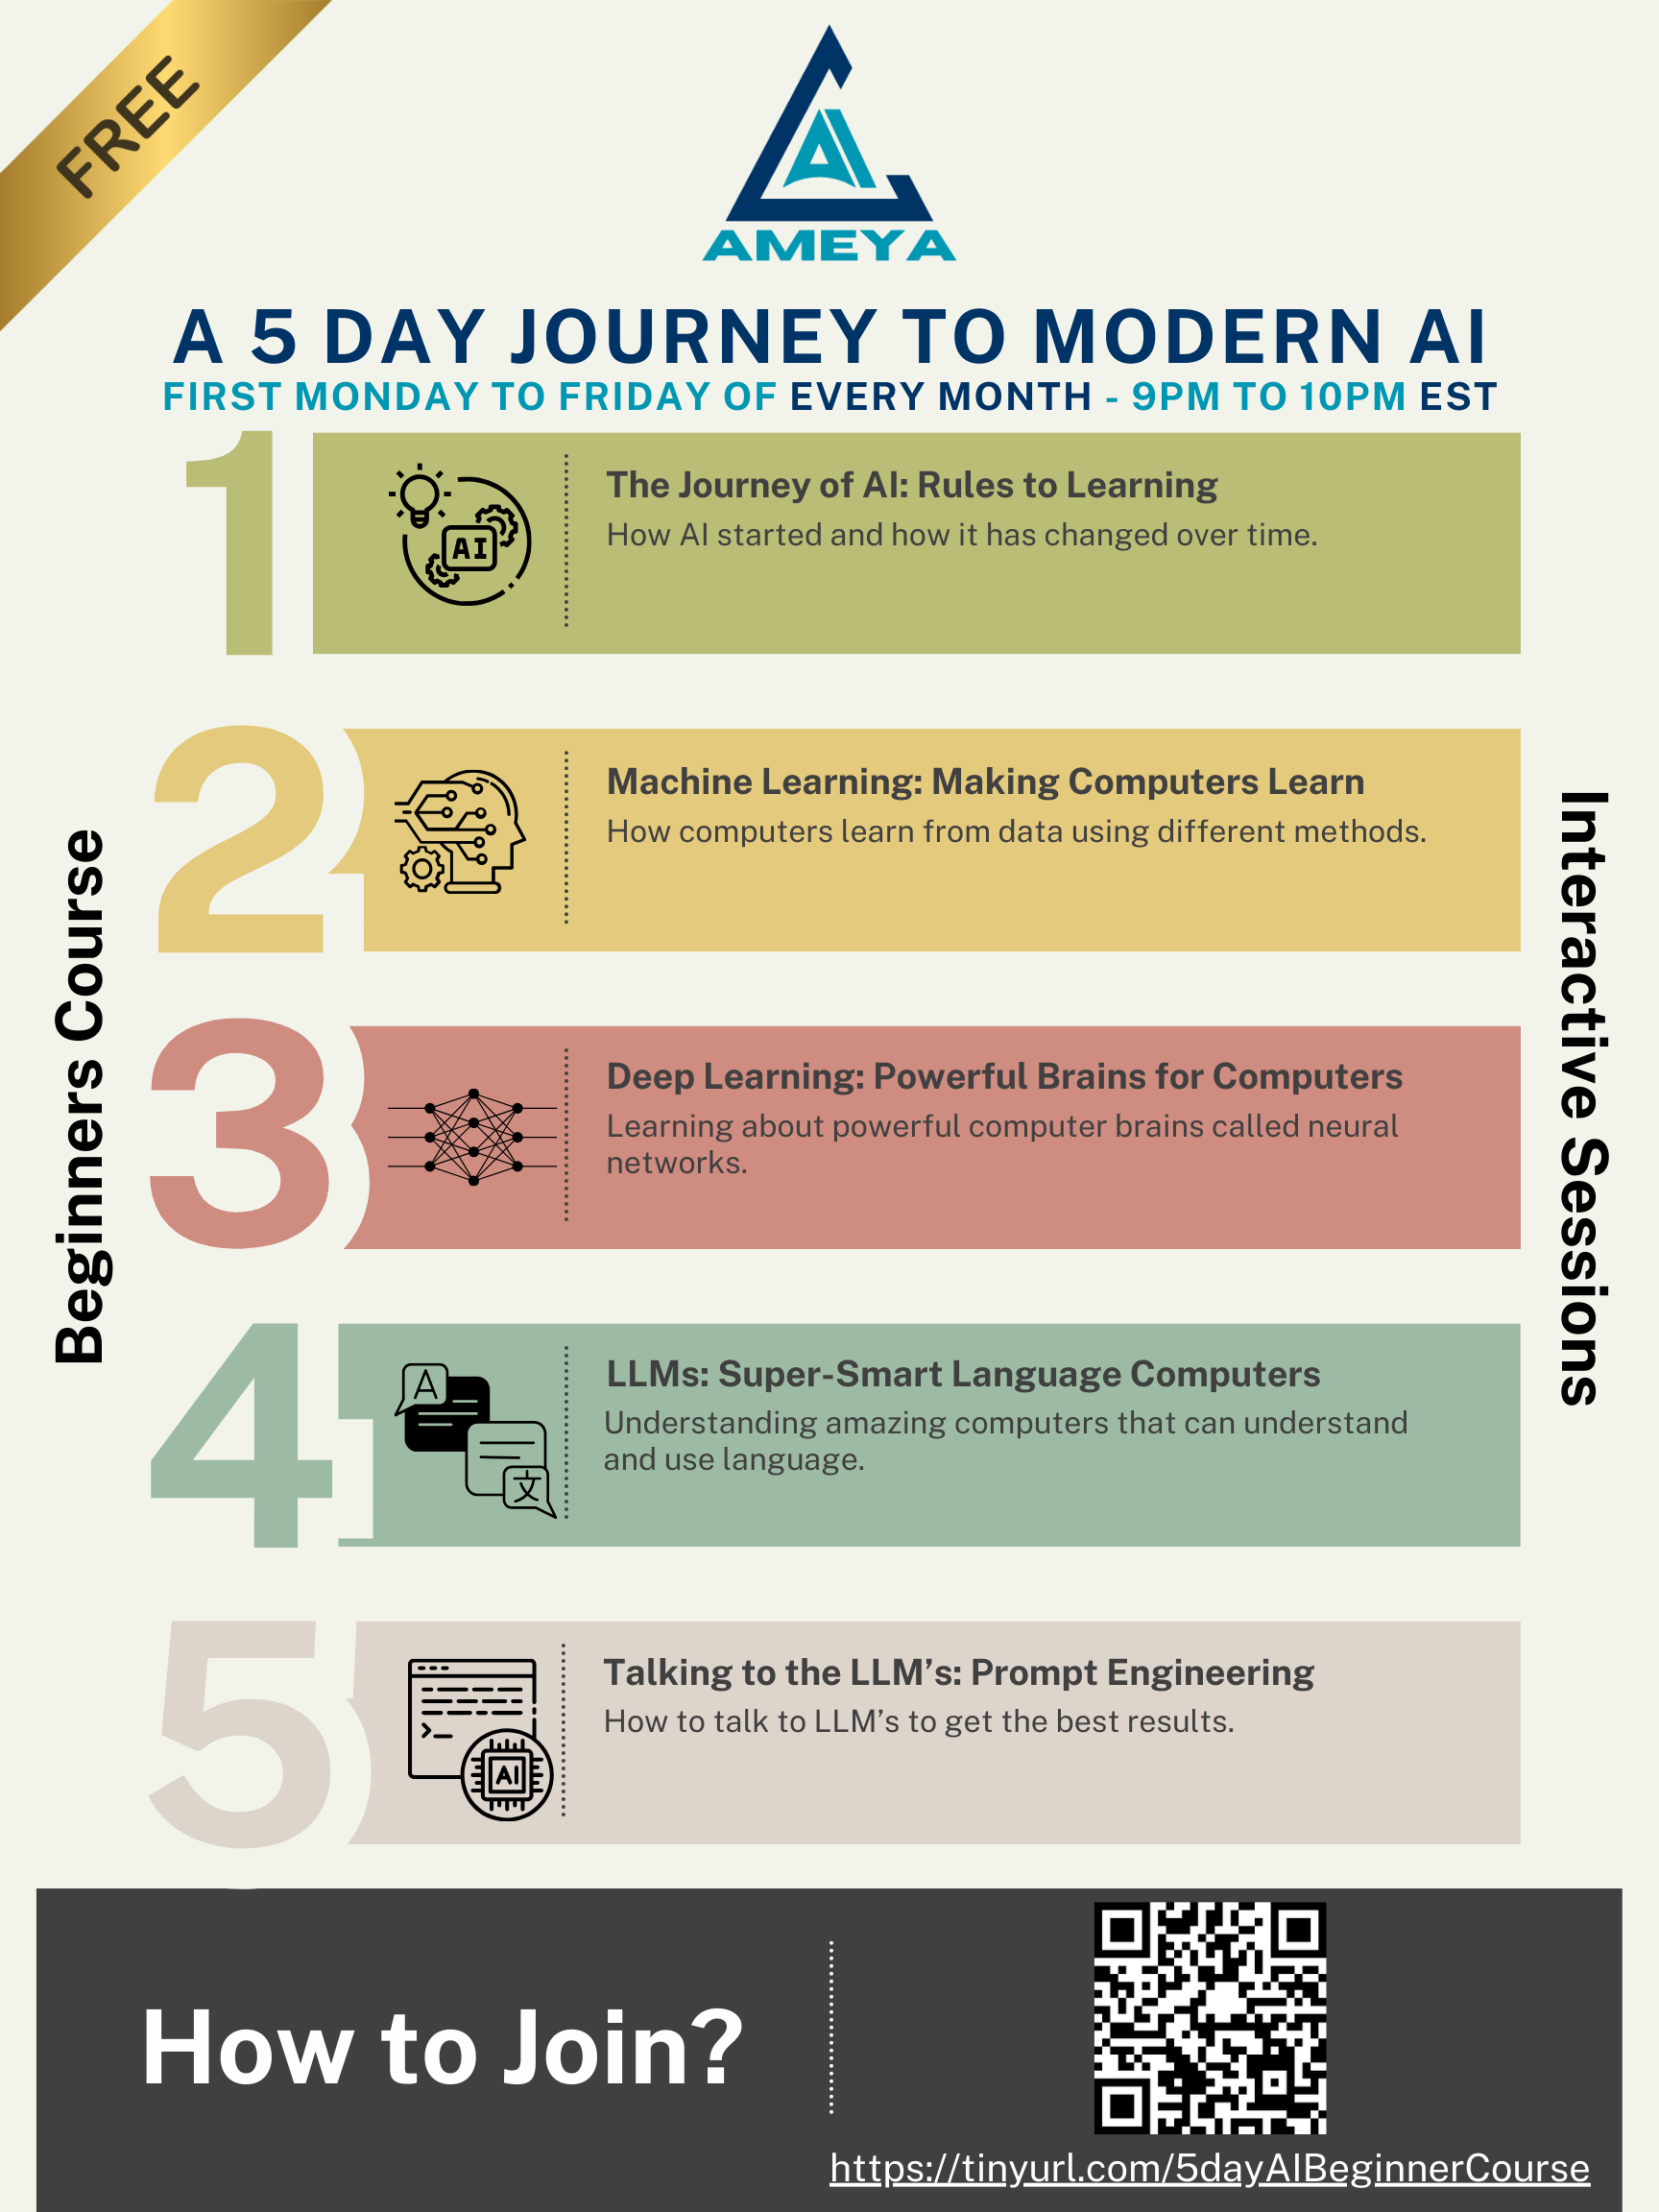 FREE
AMEYA
A 5 DAY JOURNEY TO MODERN AI
FIRST MONDAY TO FRIDAY OF EVERY MONTH - 9PM TO 10PM EST
1
AI
The Journey of AI: Rules to Learning
How AI started and how it has changed over time.
2
Machine Learning: Making Computers Learn
How computers learn from data using different methods.
Beginners Course
Interactive Sessions
3
Deep Learning: Powerful Brains for Computers
Learning about powerful computer brains called neural
networks.
4
A
文
LLMs: Super-Smart Language Computers
Understanding amazing computers that can understand
and use language.
5
AI
Talking to the LLM’s: Prompt Engineering
How to talk to LLM’s to get the best results.
How to Join?
https://tinyurl.com/5dayAIBeginnerCourse